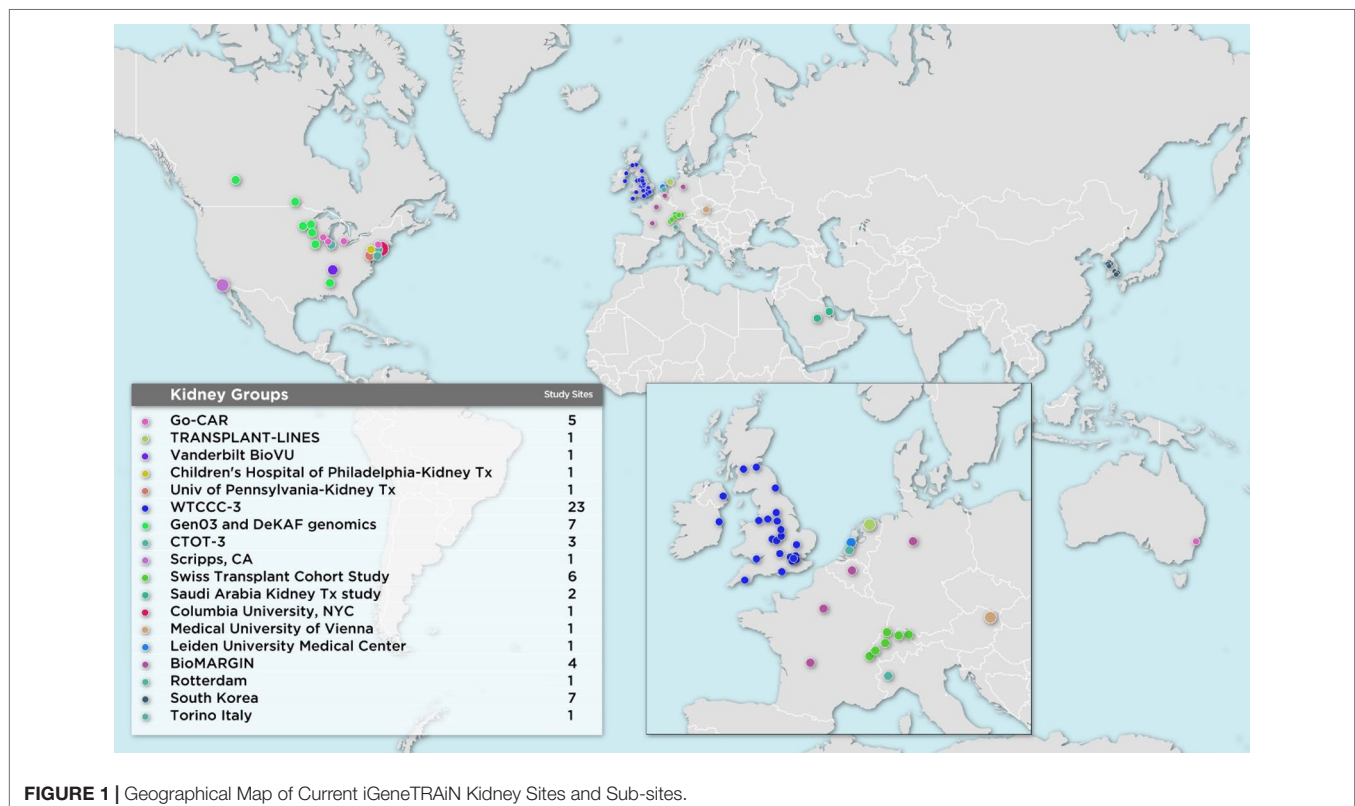 Kidney Groups Study Sites
Go-CAR 5
TRANSPLANT-LINES 1
Vanderbilt BioVU 1
Children's Hospital of Philadelphia-Kidney Tx 1
Univ of Pennsylvania-Kidney Tx 1
WTCCC-3 23
Gen03 and DeKAF genomics 7
CTOT-3 3
Scripps, CA 1
Swiss Transplant Cohort Study 6
Saudi Arabia Kidney Tx study 2
Columbia University, NYC 1
Medical University of Vienna 1
Leiden University Medical Center 1
BioMARGIN 4
Rotterdam 1
South Korea 7
Torino Italy 1
FIGURE 1 | Geographical Map of Current iGeneTRAiN Kidney Sites and Sub-sites.